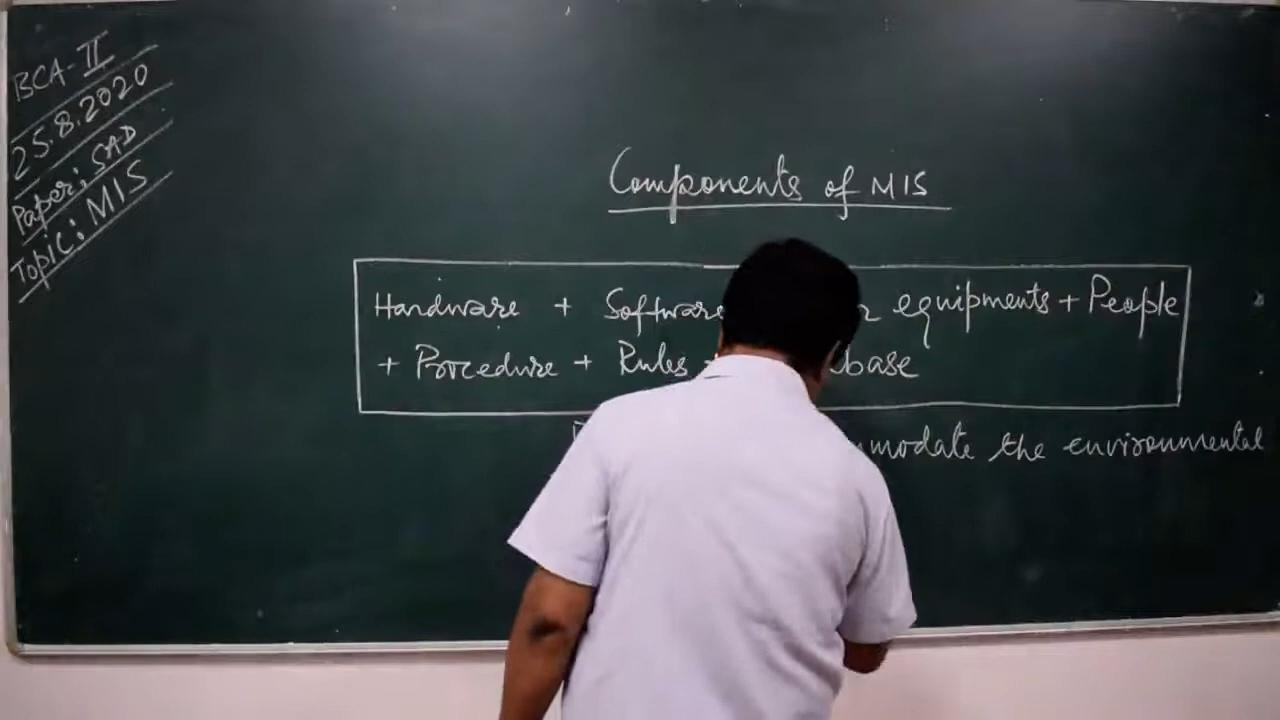 BCA-II
25.8.2020
Paper: SAD
Topic: MIS
Components of MIS
Hardware + Software equipments + People
+ Procedure + Rules base
mmodate the environmental